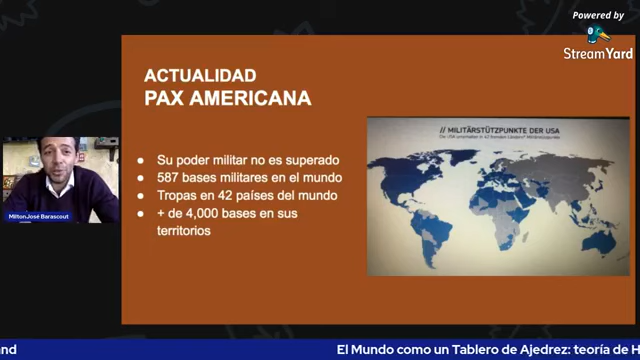 Powered by
StreamYard
ACTUALIDAD
PAX AMERICANA
// MILITÄRSTÜTZPUNKTE DER USA
● Su poder militar no es superado
● 587 bases militares en el mundo
● Tropas en 42 países del mundo
● + de 4,000 bases en sus
territorios
MiltonJosé Barascout
and
El Mundo como un Tablero de Ajedrez: teoría de H